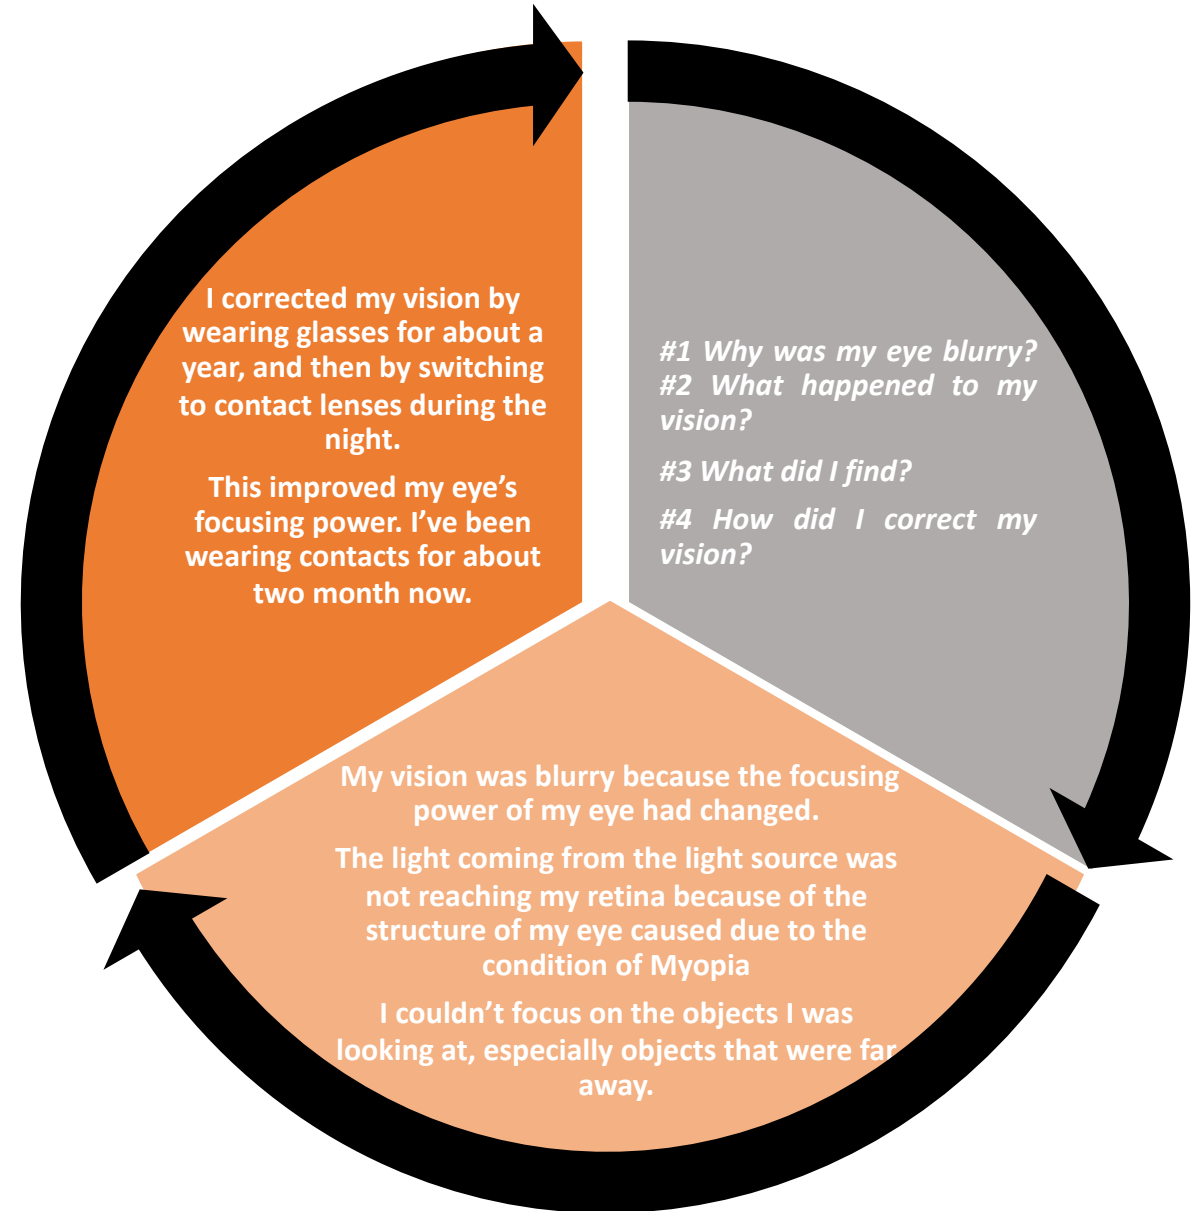 #1 Why was my eye blurry?
#2 What happened to my
vision?
#3 What did I find?
#4 How did I correct my
vision?
My vision was blurry because the focusing
power of my eye had changed.
The light coming from the light source was
not reaching my retina because of the
structure of my eye caused due to the
condition of Myopia
I couldn’t focus on the objects I was
looking at, especially objects that were far
away.
I corrected my vision by
wearing glasses for about a
year, and then by switching
to contact lenses during the
night.
This improved my eye’s
focusing power. I’ve been
wearing contacts for about
two month now.